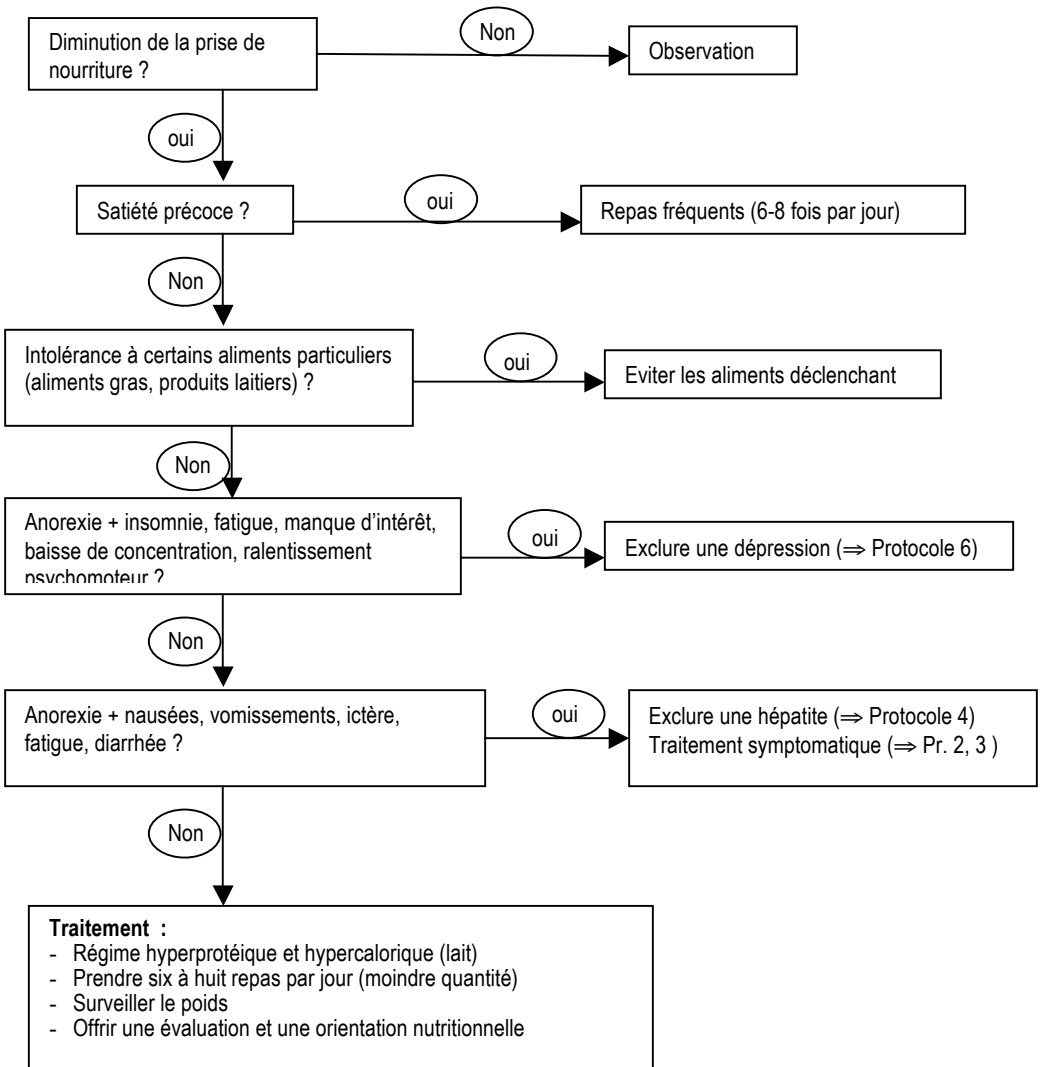 Diminution de la prise de
nourriture ?
Non
Observation
oui
Satiété précoce ?
oui
Repas fréquents (6-8 fois par jour)
Non
Intolérance à certains aliments particuliers
(aliments gras, produits laitiers) ?
oui
Eviter les aliments déclenchant
Non
Anorexie + insomnie, fatigue, manque d'intérêt,
baisse de concentration, ralentissement
psychomoteur ?
oui
Exclure une dépression (⇒ Protocole 6)
Non
Anorexie + nausées, vomissements, ictère,
fatigue, diarrhée ?
oui
Exclure une hépatite (⇒ Protocole 4)
Traitement symptomatique (⇒ Pr. 2, 3 )
Non
Traitement :
- Régime hyperprotéique et hypercalorique (lait)
- Prendre six à huit repas par jour (moindre quantité)
- Surveiller le poids
- Offrir une évaluation et une orientation nutritionnelle